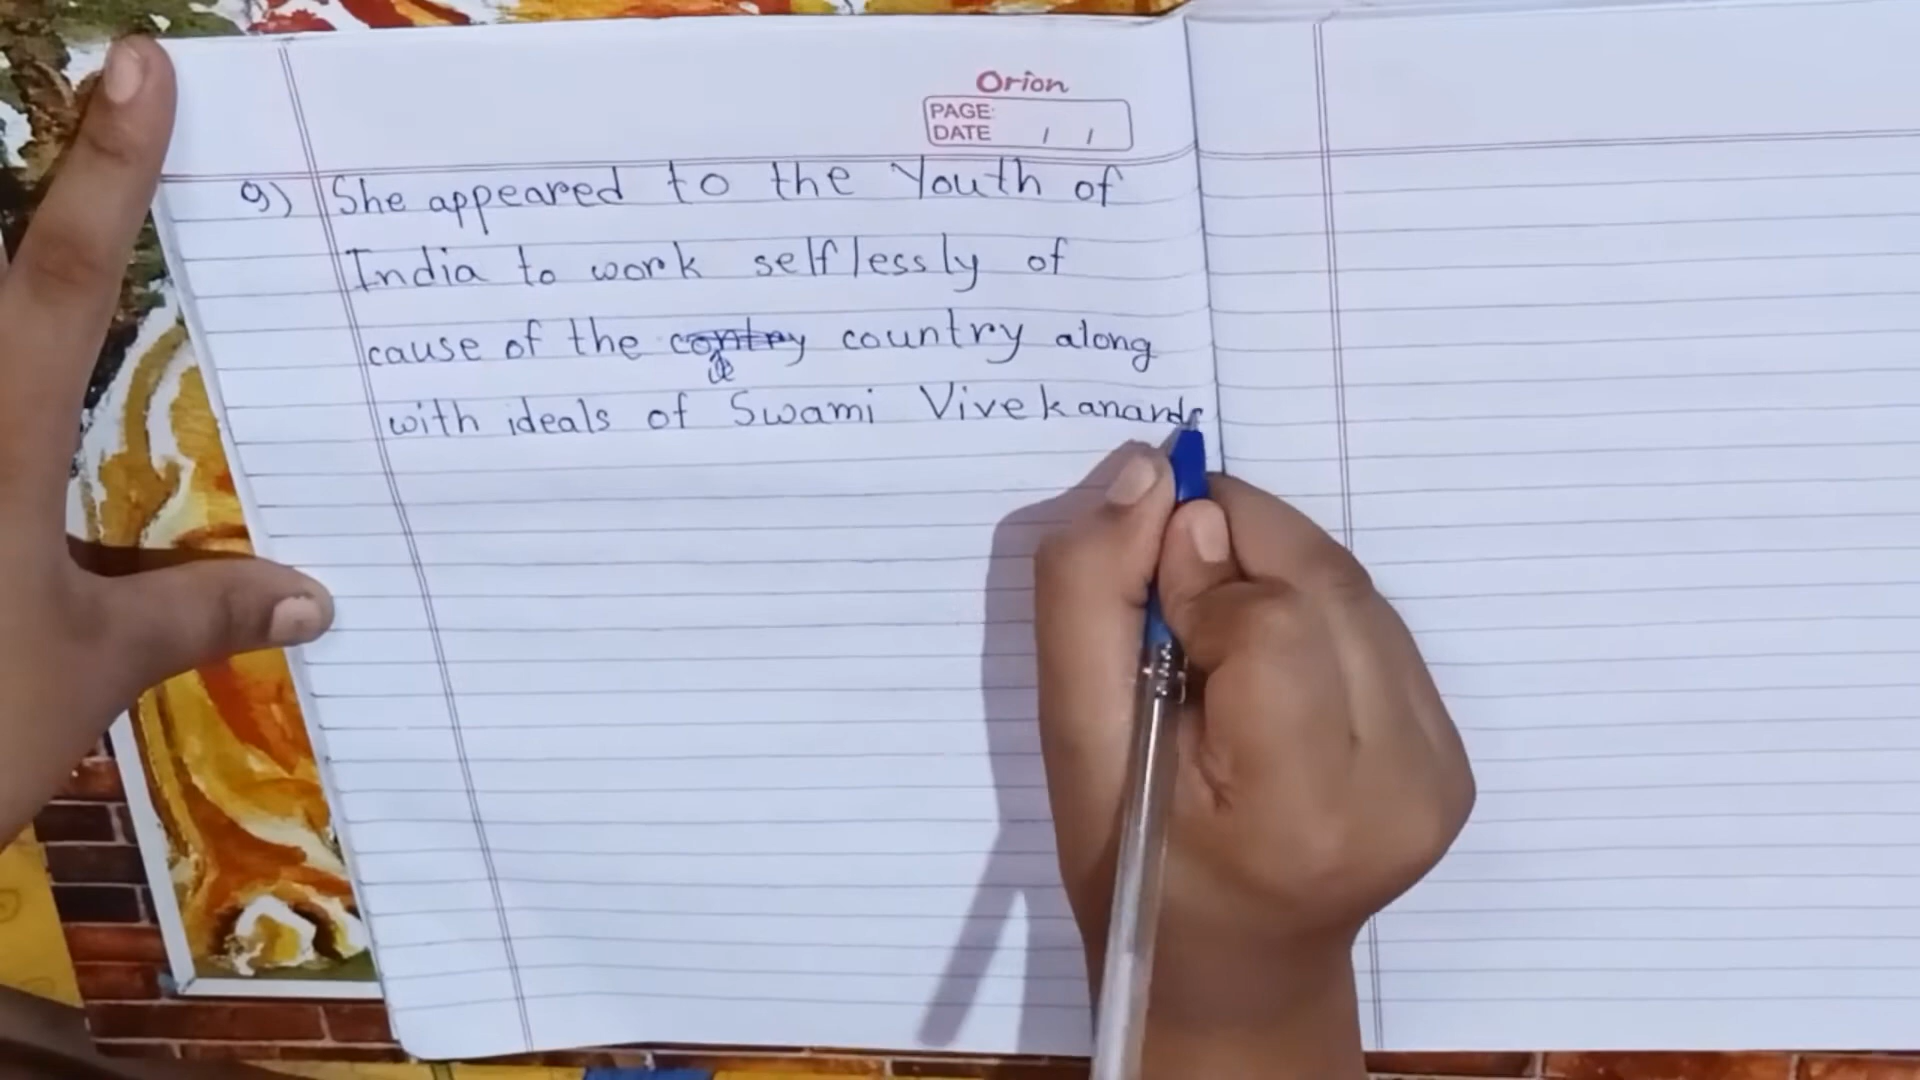 Orion
PAGE:
DATE / /
9) She appeared to the Youth of
India to work selflessly of
cause of the contry country along
with ideals of Swami Vivekananda